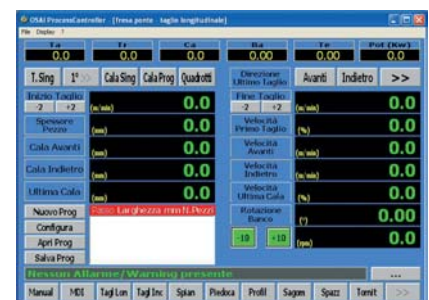 OSAI ProcessController - [fresa ponte - taglio longitudinale]
File Display ?
Ta Tr Ca Ba Te Pot (Kw)
0.0 0.0 0.0 0.00 0.00 0.0
T.Sing 1° >> Cala Sing Cala Prog Quadrotti Direzione Ultimo Taglio Avanti Indietro >>
Inizio Taglio -2 +2 (m/min) 0.0 Fine Taglio -2 +2 (m/min) 0.0
Spessore Pezzo (mm) 0.0 Velocità Primo Taglio (%) 0.0
Cala Avanti (mm) 0.0 Velocità Avanti (m/min) 0.0
Cala Indietro (mm) 0.0 Velocità Indietro (m/min) 0.0
Ultima Cala (mm) 0.0 Velocità Ultima Cala (%) 0.0
Nuovo Prog Passo Larghezza mm N.Pezzi Rotazione Banco (°) 0.00
Configura -10 +10 (rpm) 0.0
Apri Prog
Salva Prog
Nessun Allarme/Warning presente ...
Manual MDI Tagl Lon Tagl Inc Spian Profil Sagom Spazz Tornit >>